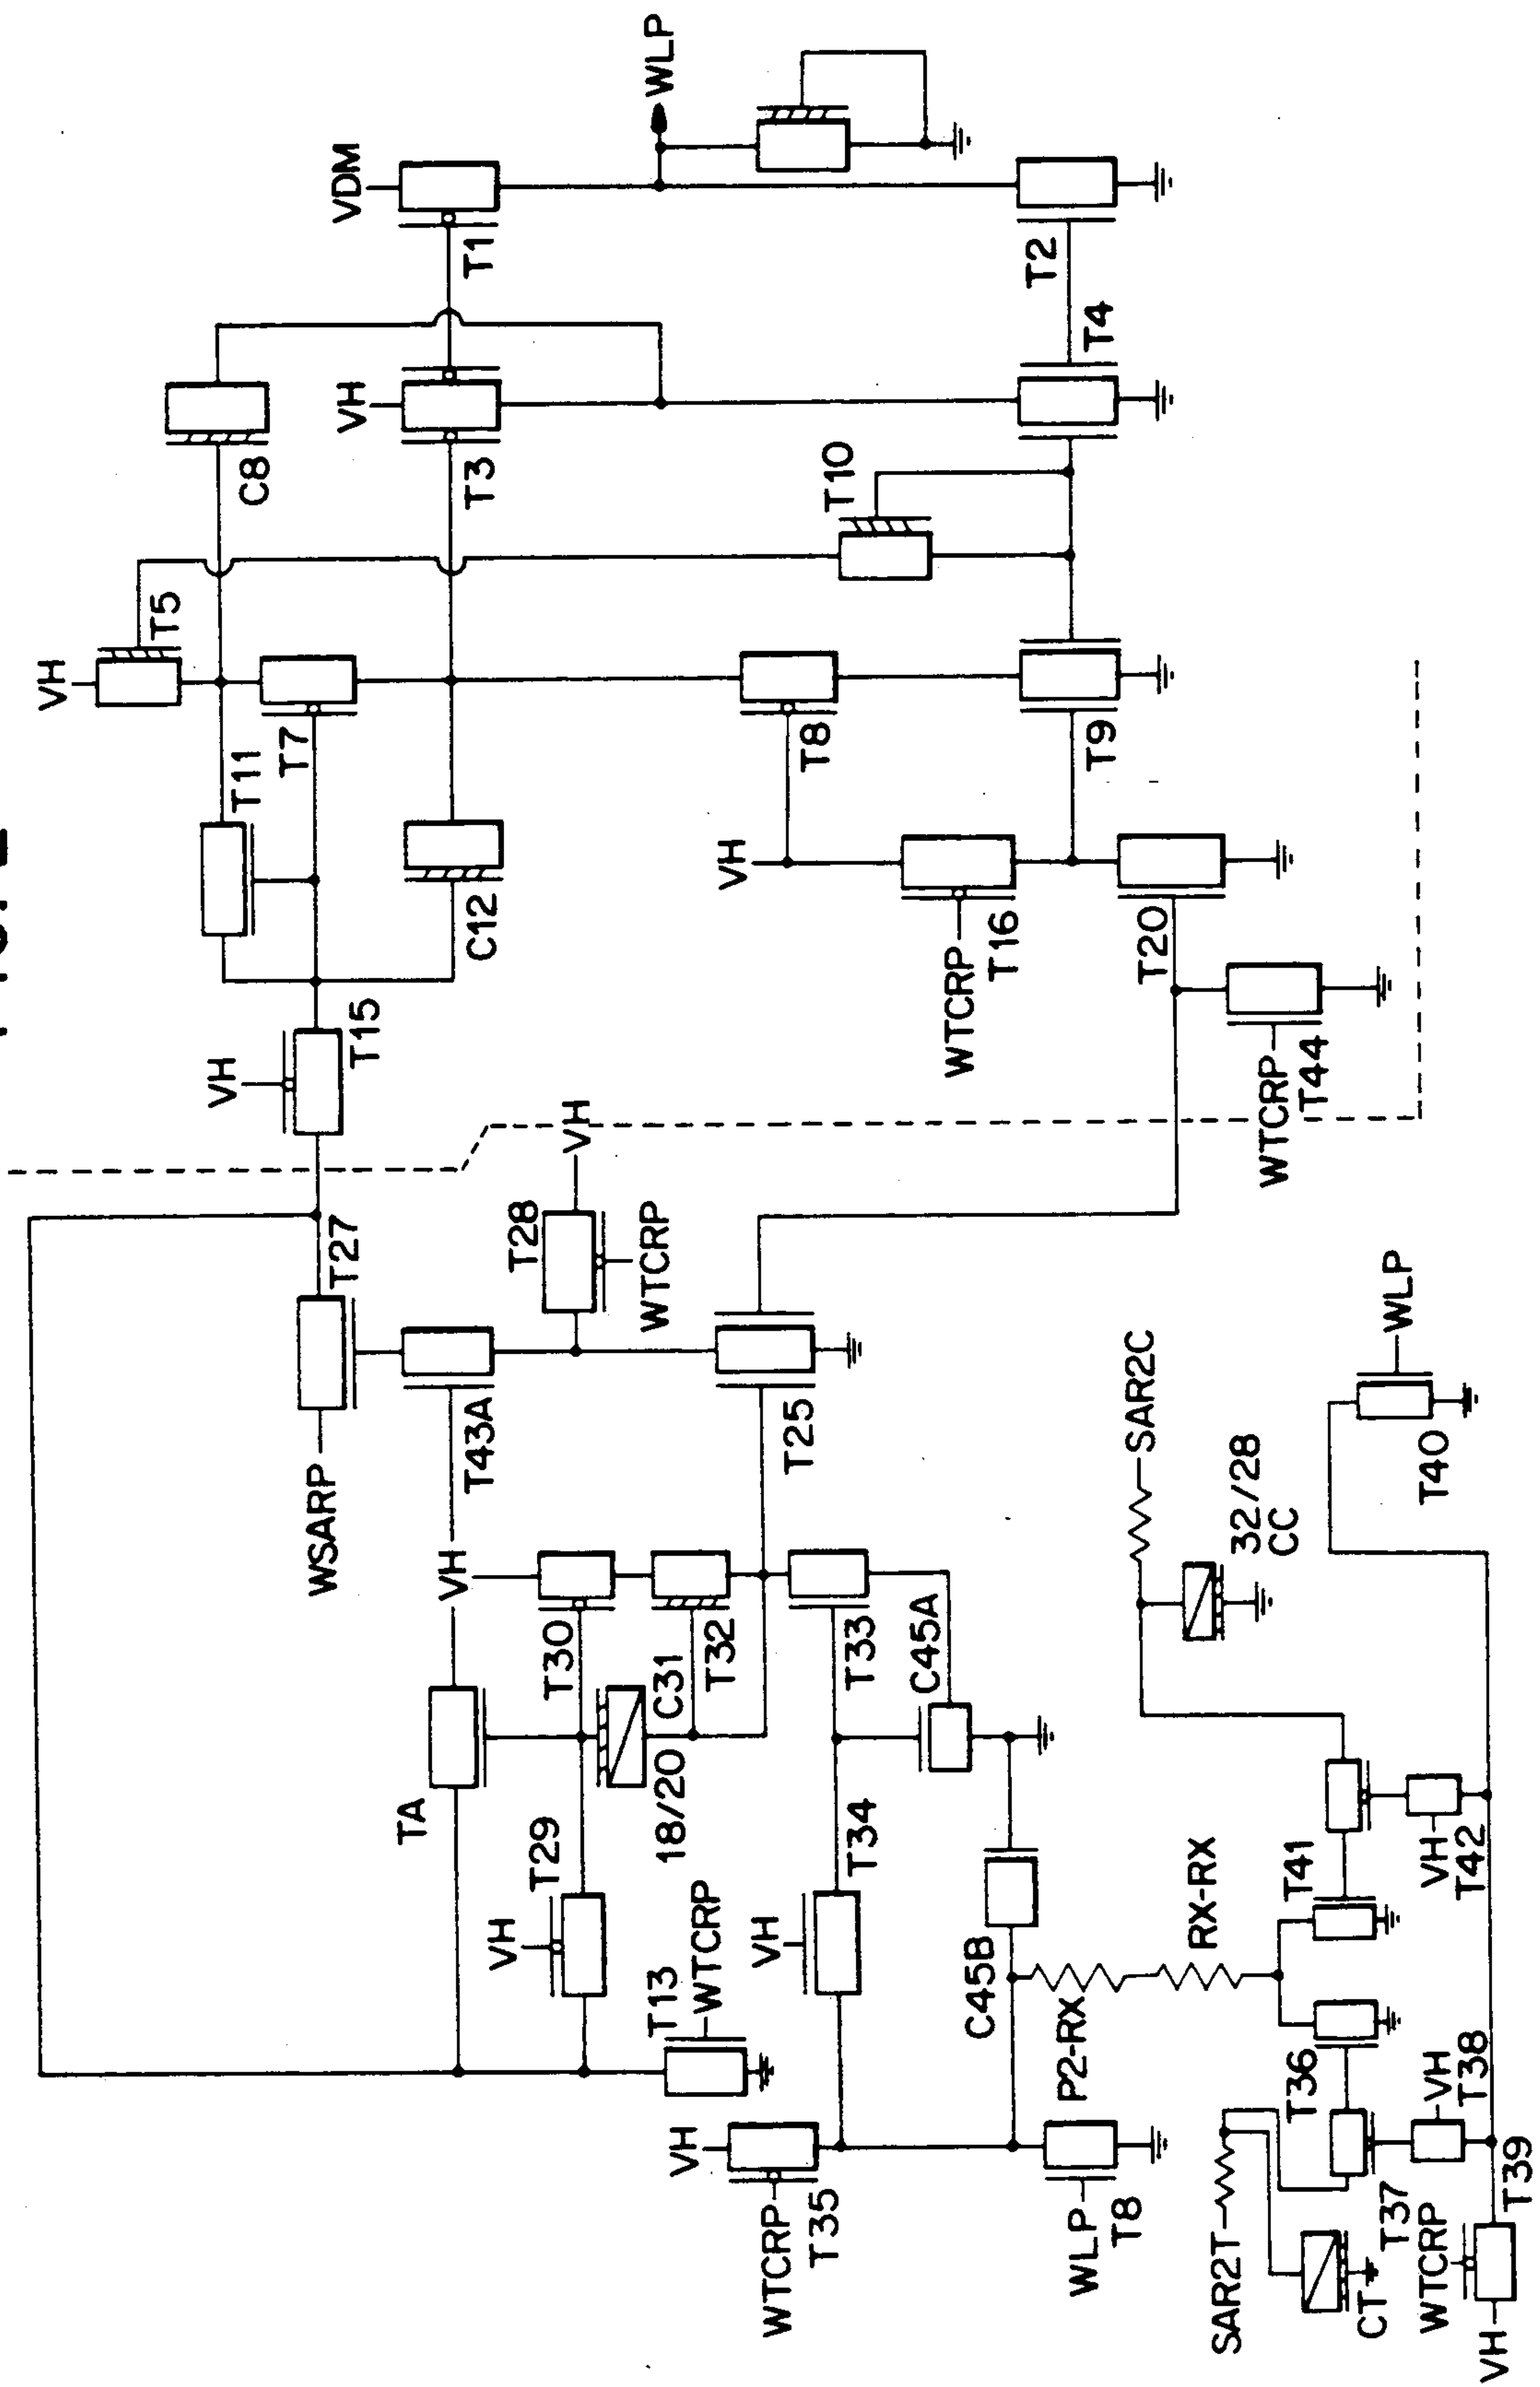 VDM
WLP
T1
T2
C8
VH
T3
T4
T10
VH
T5
T7
T11
T8
T9
C12
VH
WTCRP
T16
T20
VH
T15
WTCRP
T44
T27
WSARP
T28
VH
WTCRP
T43A
T25
VH
T30
C31
18/20
T32
T33
C45A
TA
T29
VH
T34
VH
T13
WTCRP
C45B
P2-RX
RX-RX
VH
WTCRP
T35
WLP
T8
SAR2C
32/28
CC
WLP
T40
T41
VH
T42
T36
VH
T38
T37
SAR2T
CT
WTCRP
T39
VH